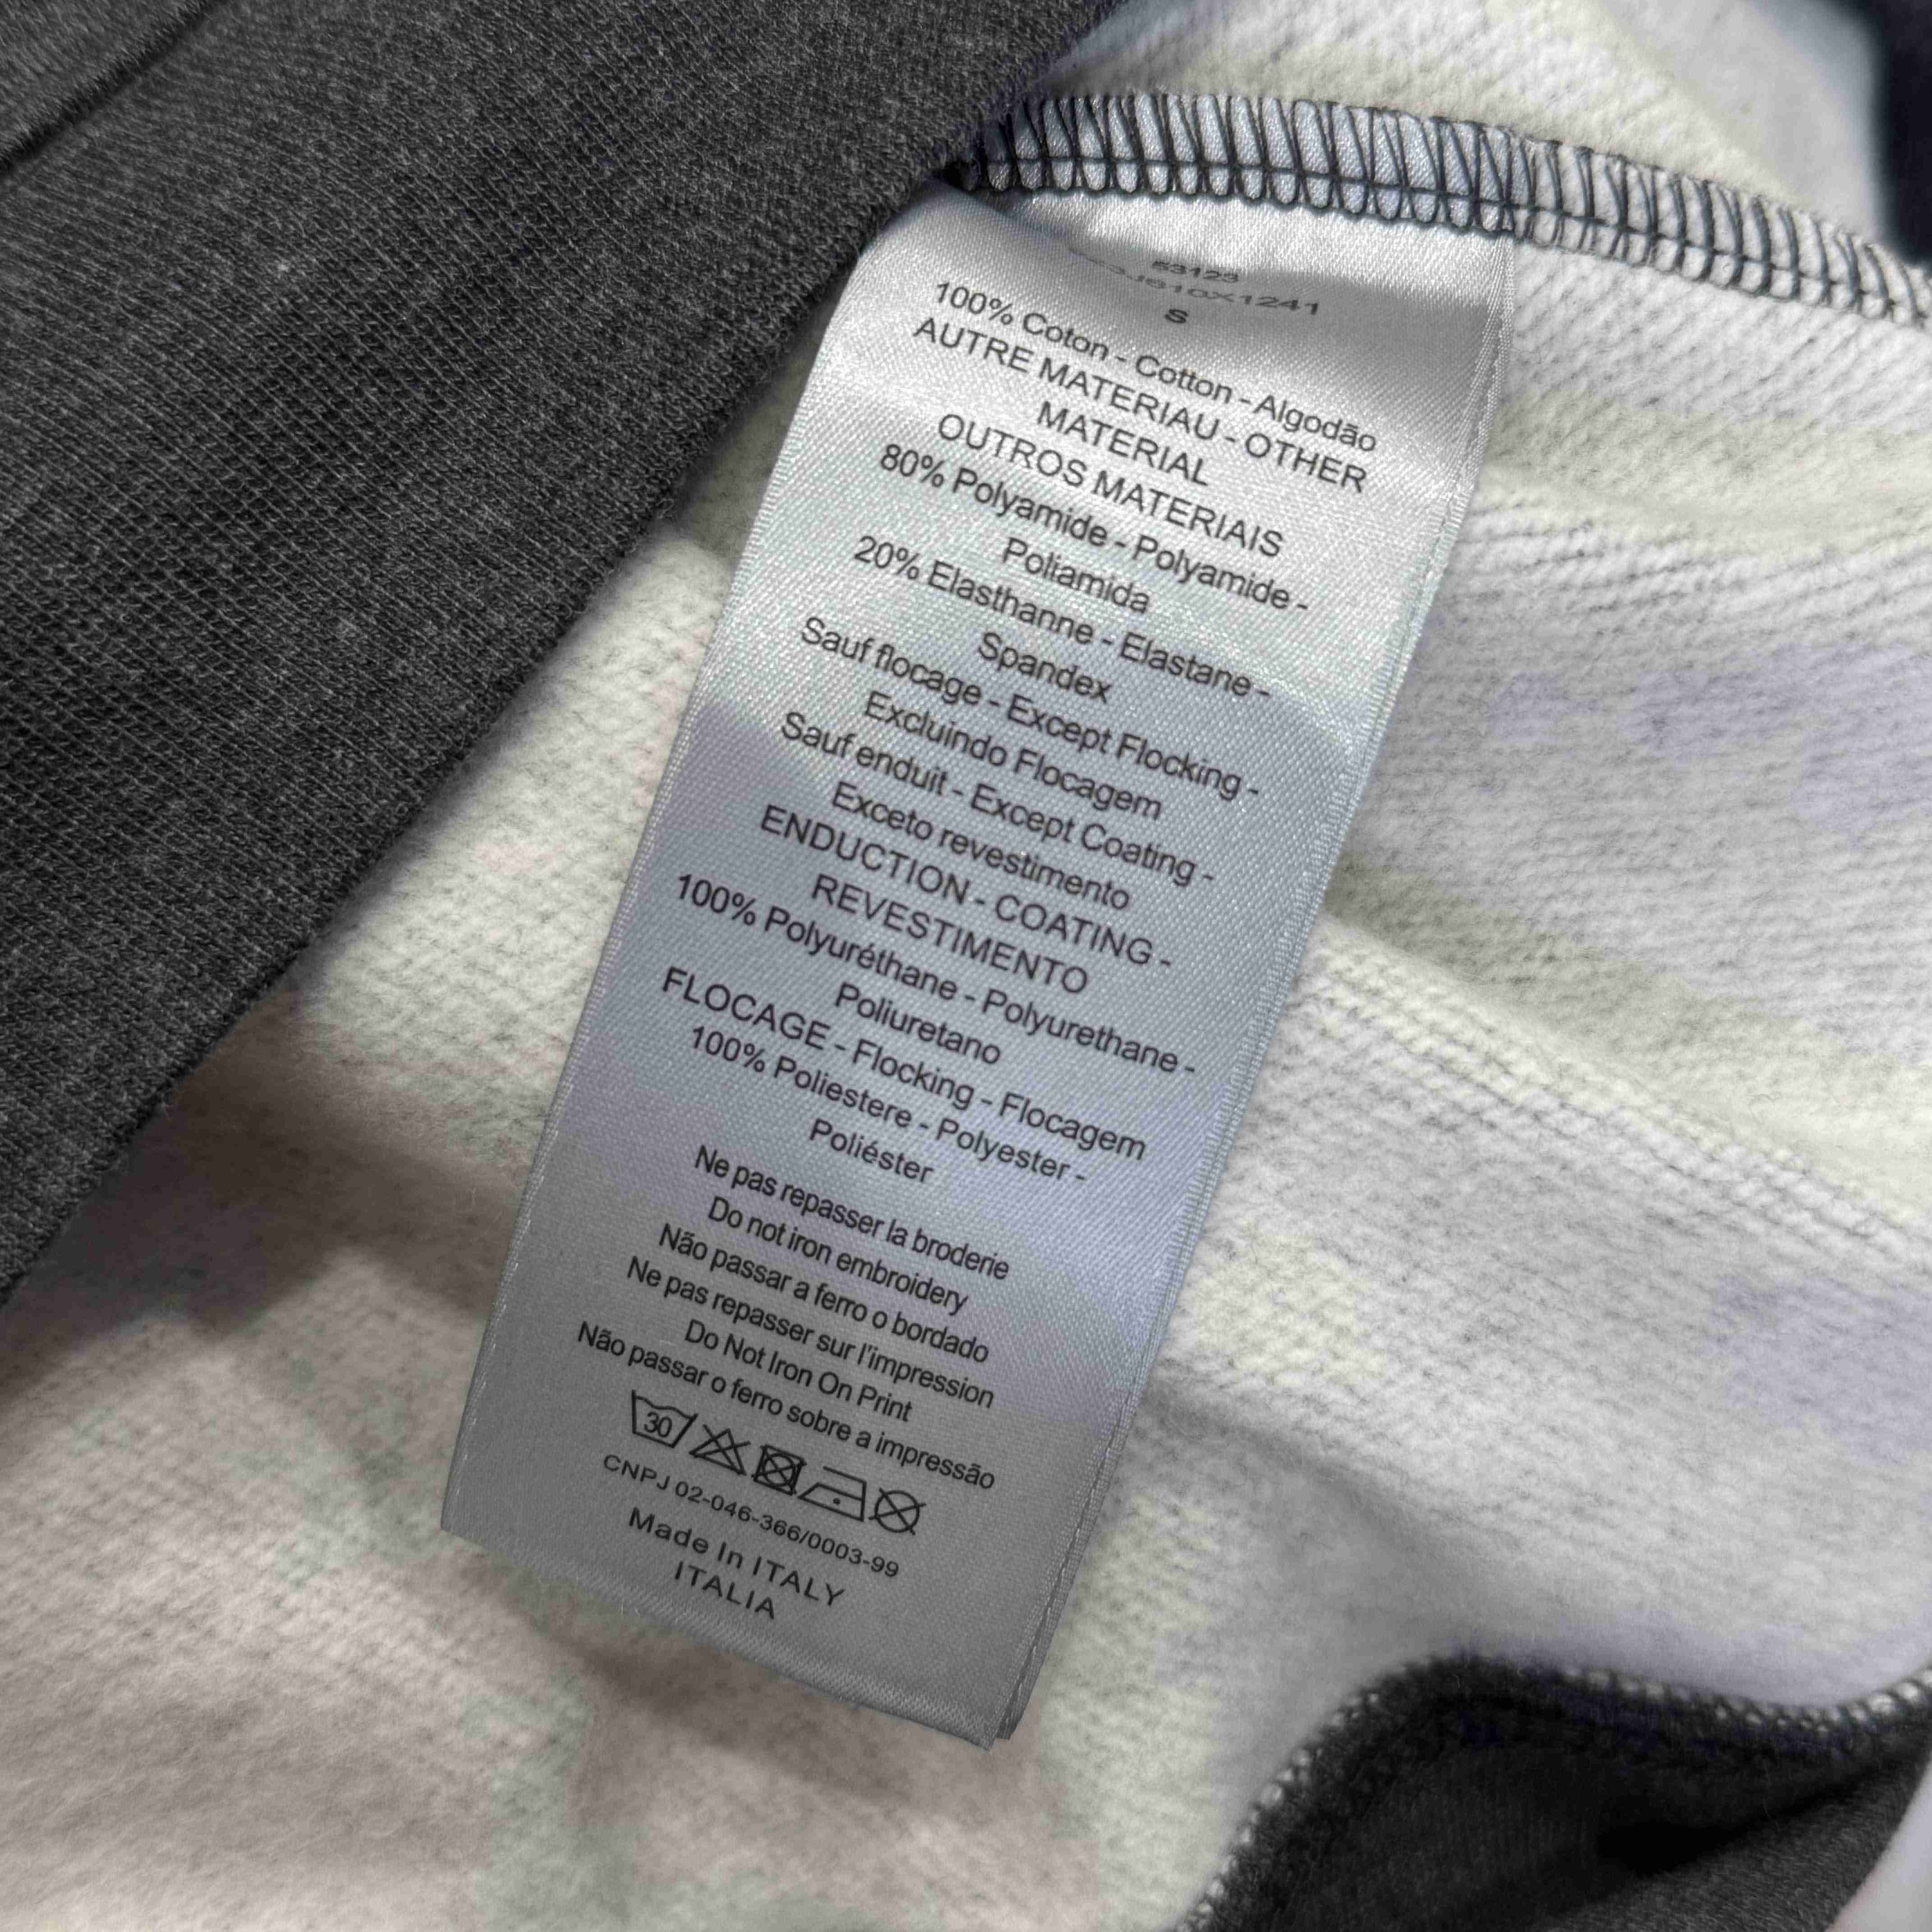 53123
J610X1241
S
100% Coton - Cotton - Algodão
AUTRE MATERIAU - OTHER
MATERIAL
OUTROS MATERIAIS
80% Polyamide - Polyamide -
Poliamida
20% Elasthanne - Elastane -
Spandex
Sauf flocage - Except Flocking -
Excluindo Flocagem
Sauf enduit - Except Coating -
Exceto revestimento
ENDUCTION - COATING -
REVESTIMENTO
100% Polyuréthane - Polyurethane -
Poliuretano
FLOCAGE - Flocking - Flocagem
100% Poliestere - Polyester -
Poliéster
Ne pas repasser la broderie
Do not iron embroidery
Não passar a ferro o bordado
Ne pas repasser sur l'impression
Do Not Iron On Print
Não passar o ferro sobre a impressão
30
CNPJ 02-046-366/0003-99
Made In ITALY
ITALIA